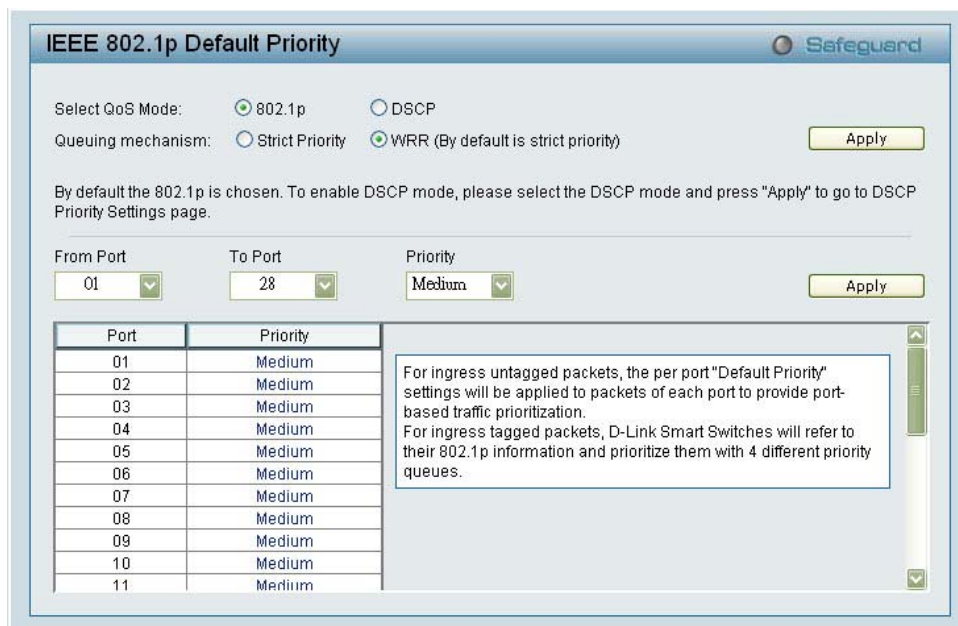 IEEE 802.1p Default Priority
Safeguard
Select QoS Mode: 802.1p DSCP
Queuing mechanism: Strict Priority WRR (By default is strict priority) Apply
By default the 802.1p is chosen. To enable DSCP mode, please select the DSCP mode and press "Apply" to go to DSCP
Priority Settings page.
From Port To Port Priority
01 28 Medium Apply
Port Priority
01 Medium
02 Medium
03 Medium
04 Medium
05 Medium
06 Medium
07 Medium
08 Medium
09 Medium
10 Medium
11 Medium
For ingress untagged packets, the per port "Default Priority"
settings will be applied to packets of each port to provide port-
based traffic prioritization.
For ingress tagged packets, D-Link Smart Switches will refer to
their 802.1p information and prioritize them with 4 different priority
queues.